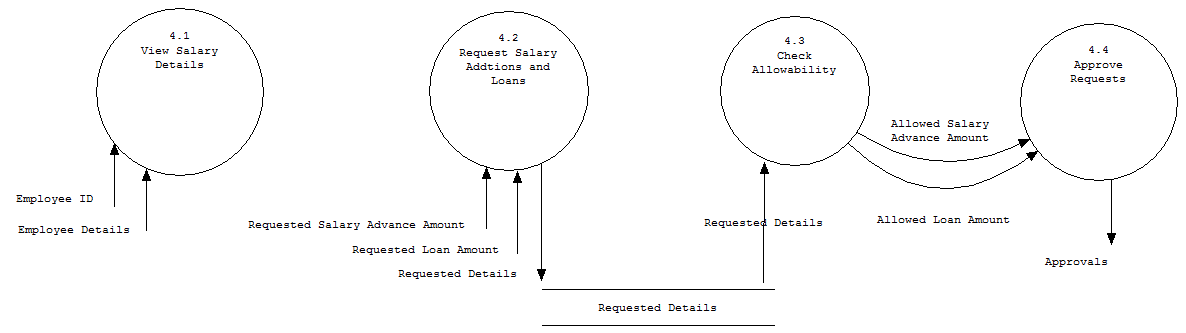 4.1
View Salary
Details
4.2
Request Salary
Addtions and
Loans
4.3
Check
Allowability
4.4
Approve
Requests
Allowed Salary
Advance Amount
Employee ID
Employee Details
Requested Salary Advance Amount
Requested Loan Amount
Requested Details
Requested Details
Allowed Loan Amount
Approvals
Requested Details